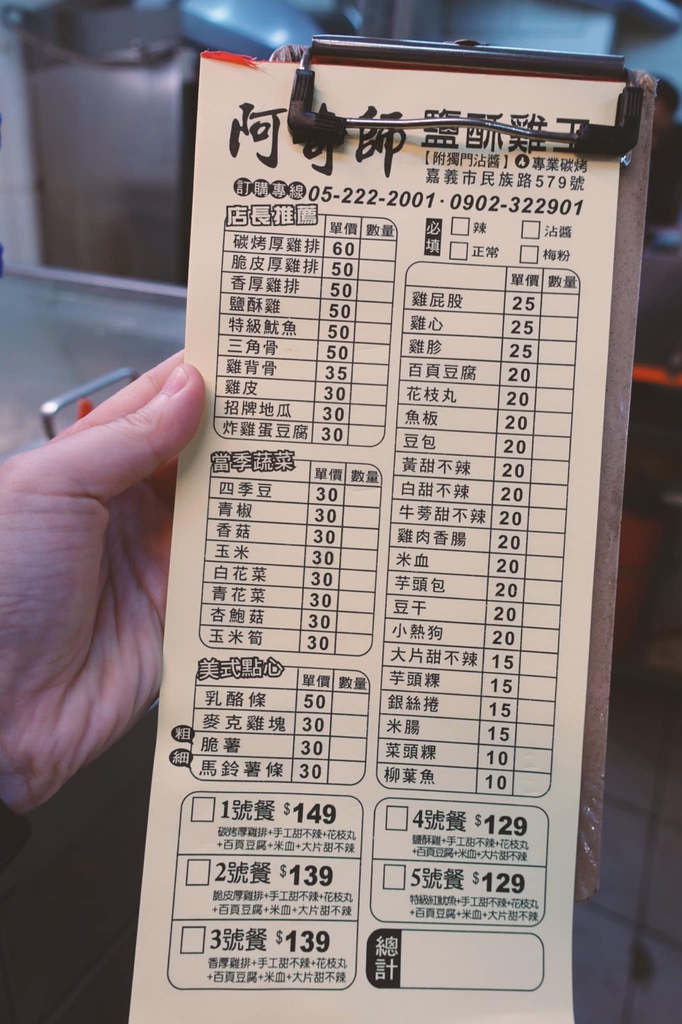 阿奇師 鹽酥雞王
【附獨門沾醬】專業碳烤
嘉義市民族路579號
訂購專線 05-222-2001·0902-322901
店長推薦 單價 數量
碳烤厚雞排 60
脆皮厚雞排 50
香厚雞排 50
鹽酥雞 50
特級魷魚 50
三角骨 50
雞背骨 35
雞皮 30
招牌地瓜 30
炸雞蛋豆腐 30
當季蔬菜 單價 數量
四季豆 30
青椒 30
香菇 30
玉米 30
白花菜 30
青花菜 30
杏鮑菇 30
玉米筍 30
美式點心 單價 數量
乳酪條 50
麥克雞塊 30
粗 脆薯 30
細 馬鈴薯條 30
必填 辣 沾醬
正常 梅粉
單價 數量
雞屁股 25
雞心 25
雞胗 25
百頁豆腐 20
花枝丸 20
魚板 20
豆包 20
黃甜不辣 20
白甜不辣 20
牛蒡甜不辣 20
雞肉香腸 20
米血 20
芋頭包 20
豆干 20
小熱狗 20
大片甜不辣 15
芋頭粿 15
銀絲捲 15
米腸 15
菜頭粿 10
柳葉魚 10
1號餐 $149
碳烤厚雞排+手工甜不辣+花枝丸
+百頁豆腐+米血+大片甜不辣
2號餐 $139
脆皮厚雞排+手工甜不辣+花枝丸
+百頁豆腐+米血+大片甜不辣
3號餐 $139
香厚雞排+手工甜不辣+花枝丸
+百頁豆腐+米血+大片甜不辣
4號餐 $129
鹽酥雞+手工甜不辣+花枝丸
+百頁豆腐+米血+大片甜不辣
5號餐 $129
特級紅魷魚+手工甜不辣+花枝丸
+百頁豆腐+米血+大片甜不辣
總計